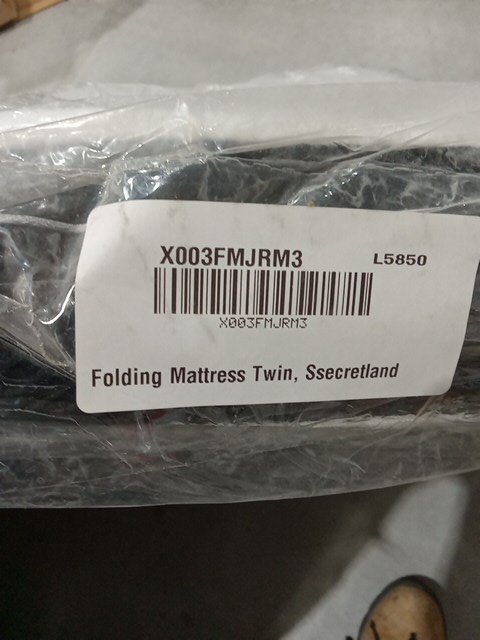 X003FMJRM3 L5850
X003FMJRM3
Folding Mattress Twin, Ssecretland